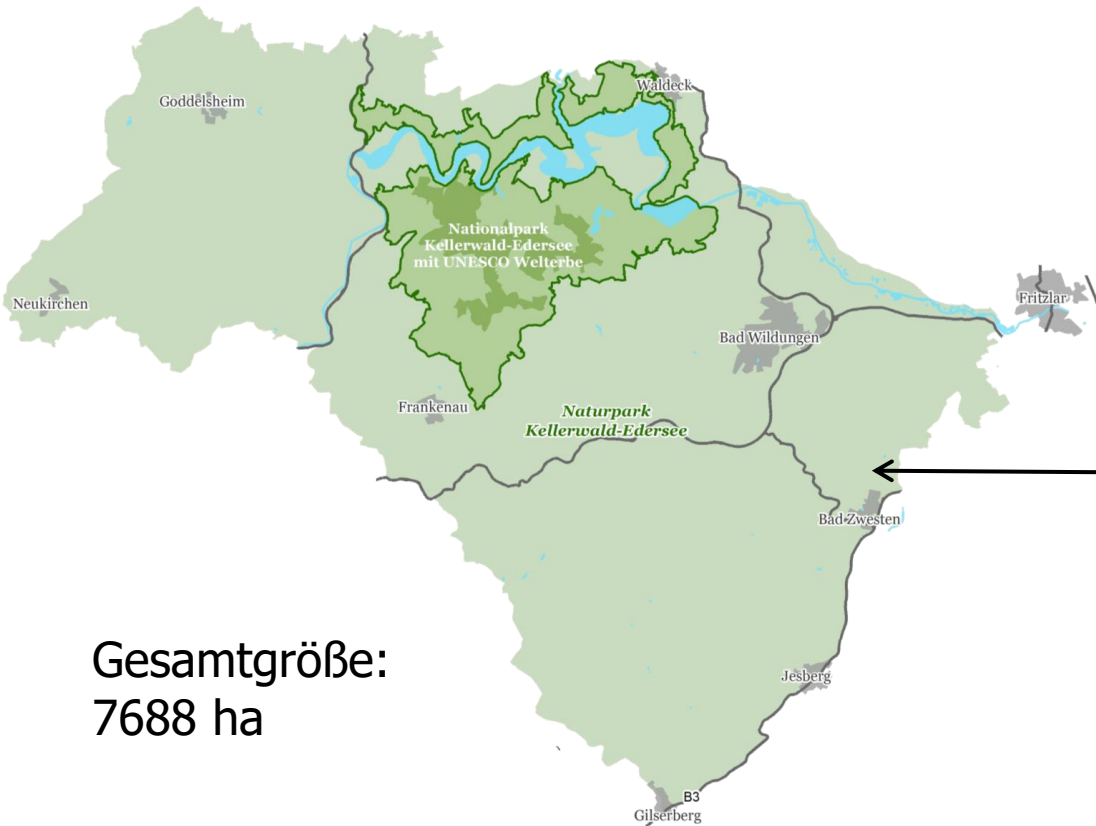 Waldeck
Goddelsheim
Nationalpark
Kellerwald-Edersee
mit UNESCO Welterbe
Neukirchen
Fritzlar
Bad Wildungen
Frankenau
Naturpark
Kellerwald-Edersee
Bad Zwesten
Gesamtgröße:
7688 ha
Jesberg
B3
Gilserberg